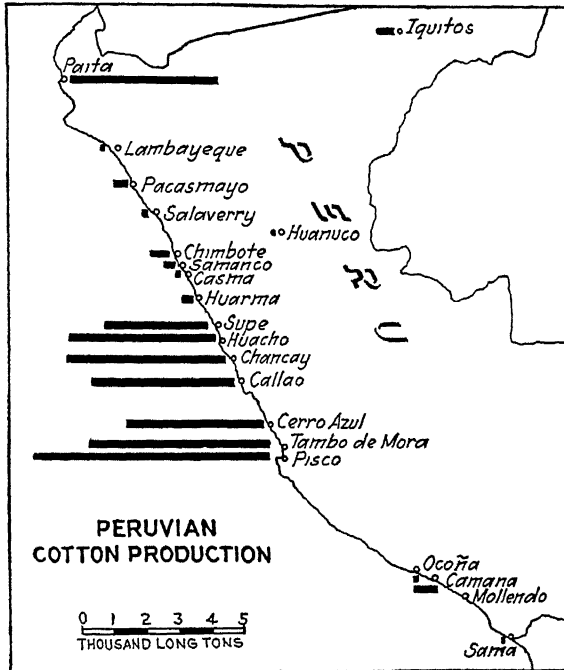 Iquitos
Paita
Lambayeque
Pacasmayo
Salaverry
Huanuco
Chimbote
Samanco
Casma
Huarma
Supe
Huacho
Chancay
Callao
Cerro Azul
Tambo de Mora
Pisco
PERUVIAN
COTTON PRODUCTION
Ocoña
Camana
Mollendo
0 1 2 3 4 5
THOUSAND LONG TONS
Sama